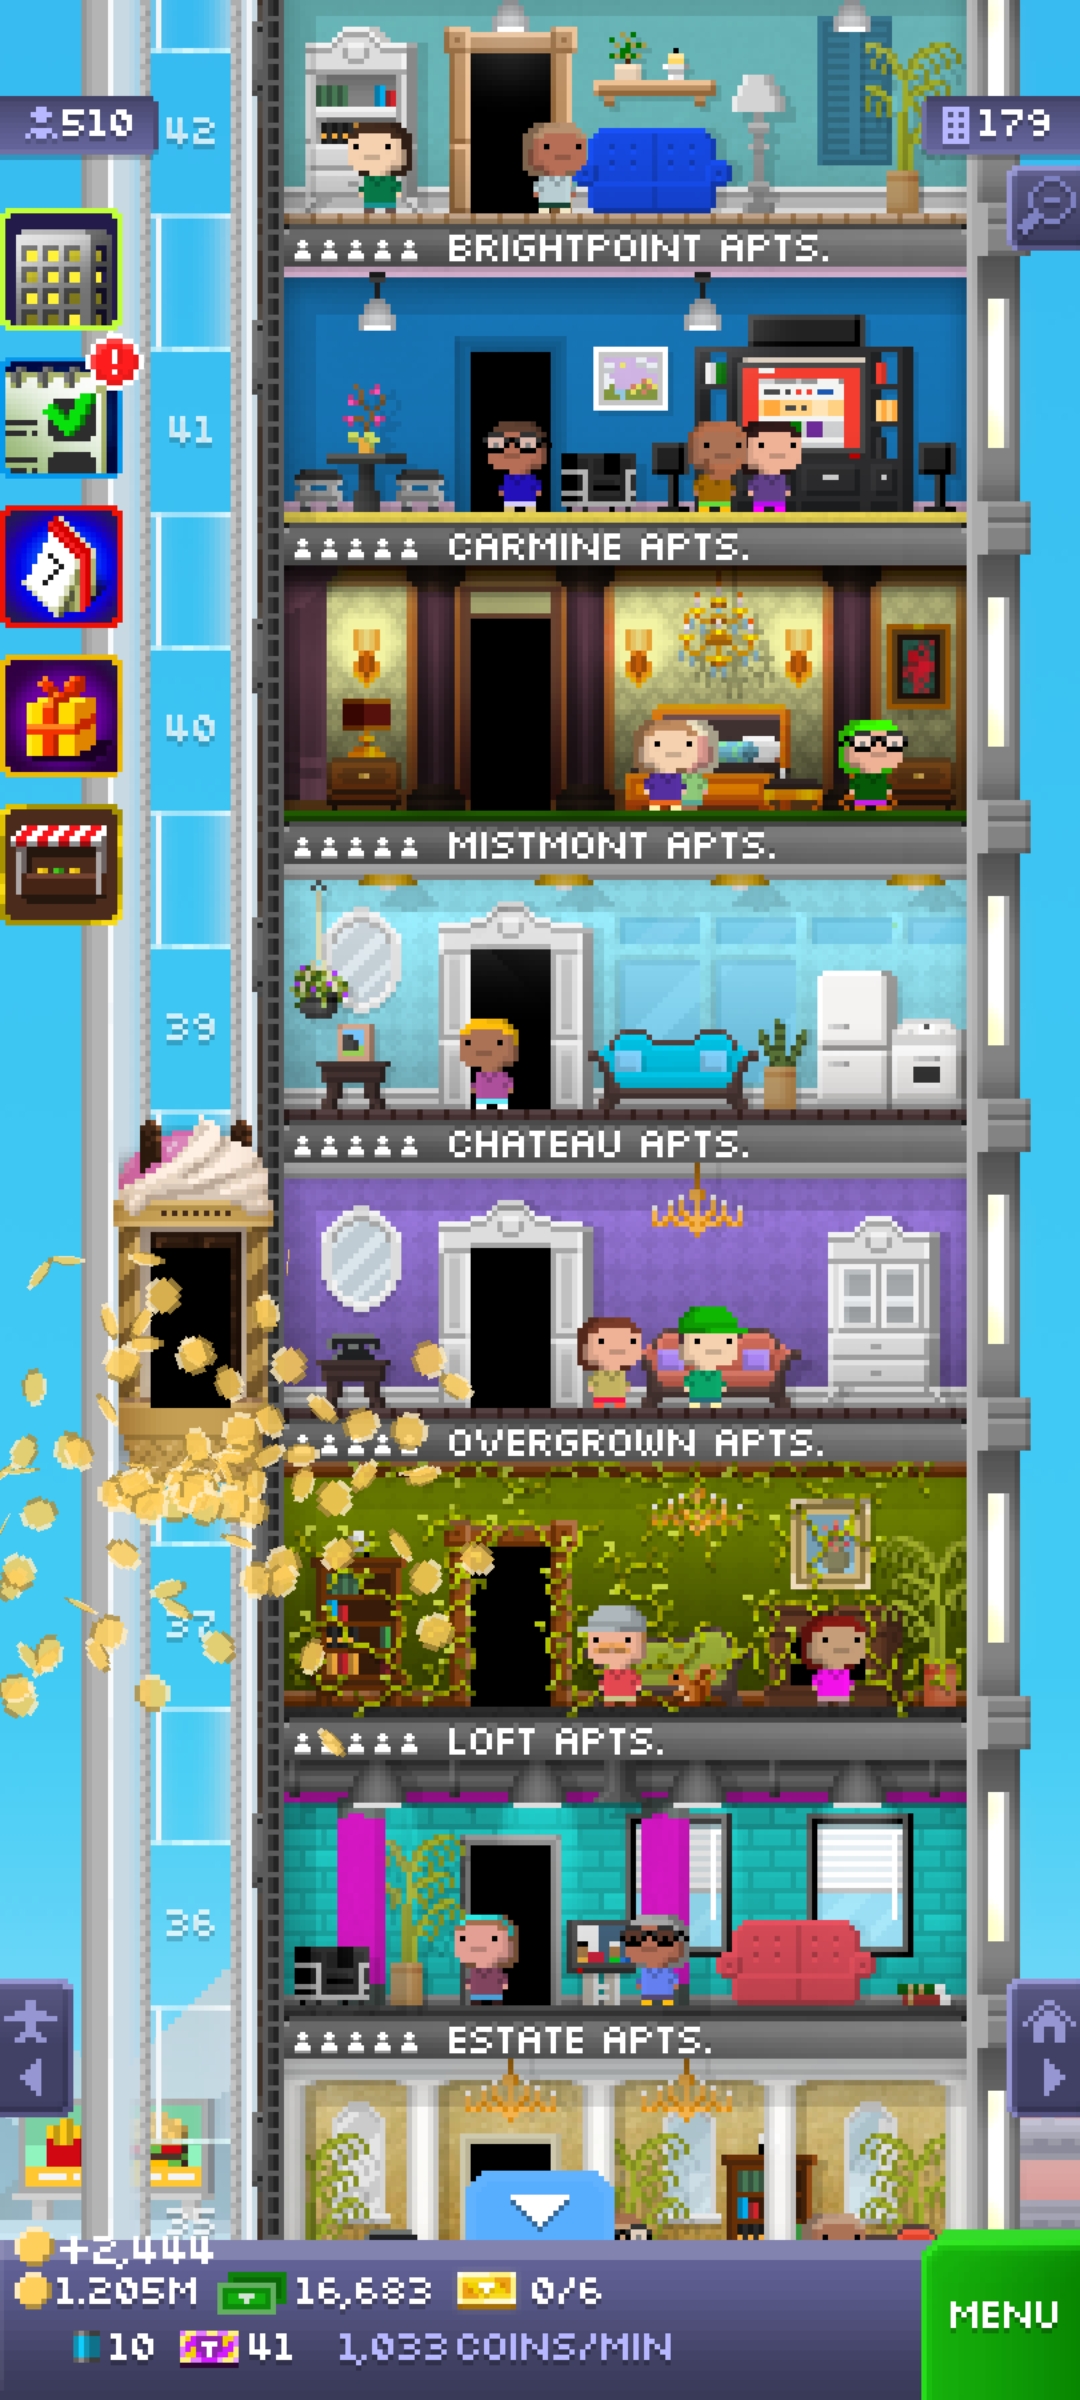 510
42
179
BRIGHTPOINT APTS.
41
CARMINE APTS.
40
MISTMONT APTS.
39
CHATEAU APTS.
OVERGROWN APTS.
37
LOFT APTS.
36
ESTATE APTS.
35
+2,444
1.205M 16,683 0/6
MENU
10 41 1,033 COINS/MIN